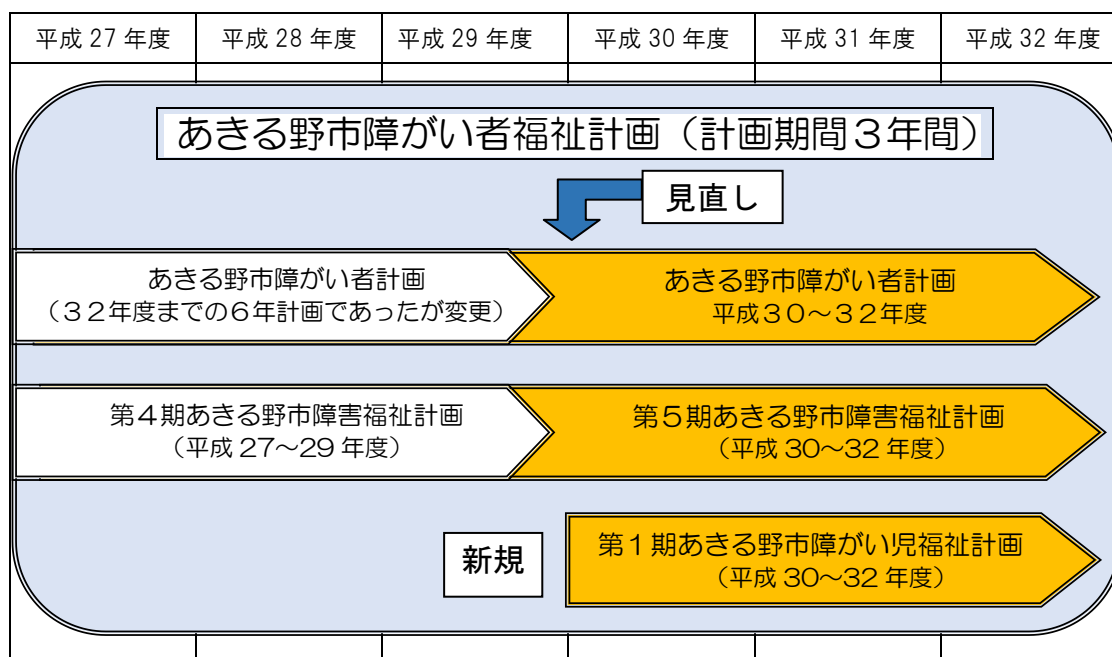 平成 27 年度 平成 28 年度 平成 29 年度 平成 30 年度 平成 31 年度 平成 32 年度
あきる野市障がい者福祉計画（計画期間３年間）
見直し
あきる野市障がい者計画
（３２年度までの６年計画であったが変更）
あきる野市障がい者計画
平成３０～３２年度
第４期あきる野市障害福祉計画
（平成 27～29 年度）
第５期あきる野市障害福祉計画
（平成 30～32 年度）
新規
第１期あきる野市障がい児福祉計画
（平成 30～32 年度）